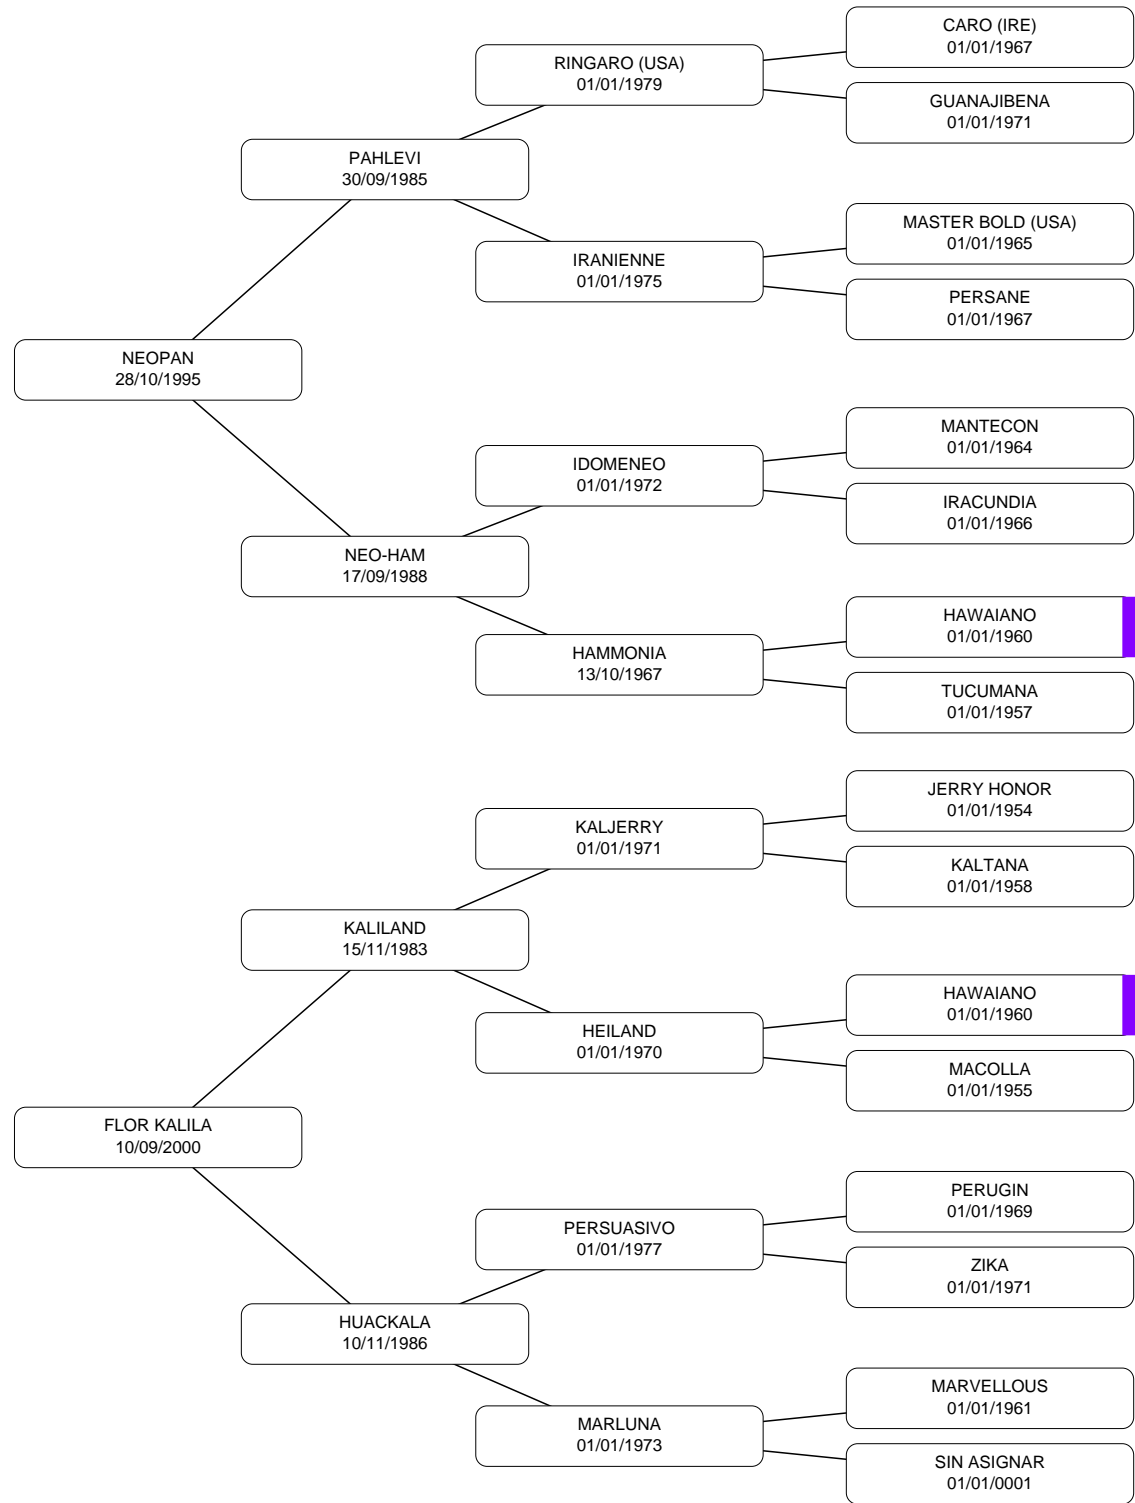 CARO (IRE)
01/01/1967
RINGARO (USA)
01/01/1979
GUANAJIBENA
01/01/1971
PAHLEVI
30/09/1985
MASTER BOLD (USA)
01/01/1965
IRANIENNE
01/01/1975
PERSANE
01/01/1967
NEOPAN
28/10/1995
MANTECON
01/01/1964
IDOMENEO
01/01/1972
IRACUNDIA
01/01/1966
NEO-HAM
17/09/1988
HAWAIANO
01/01/1960
HAMMONIA
13/10/1967
TUCUMANA
01/01/1957
JERRY HONOR
01/01/1954
KALJERRY
01/01/1971
KALTANA
01/01/1958
KALILAND
15/11/1983
HAWAIANO
01/01/1960
HEILAND
01/01/1970
MACOLLA
01/01/1955
FLOR KALILA
10/09/2000
PERUGIN
01/01/1969
PERSUASIVO
01/01/1977
ZIKA
01/01/1971
HUACKALA
10/11/1986
MARVELLOUS
01/01/1961
MARLUNA
01/01/1973
SIN ASIGNAR
01/01/0001